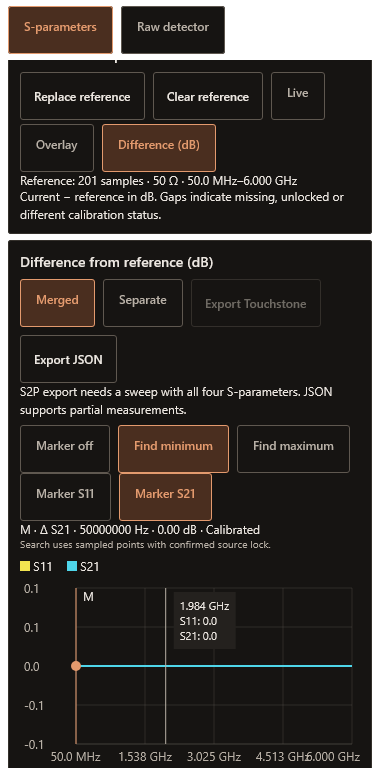 S-parameters Raw detector
Replace reference Clear reference Live
Overlay Difference (dB)
Reference: 201 samples · 50 Ω · 50.0 MHz–6.000 GHz
Current − reference in dB. Gaps indicate missing, unlocked or
different calibration status.
Difference from reference (dB)
Merged Separate Export Touchstone
Export JSON
S2P export needs a sweep with all four S-parameters. JSON
supports partial measurements.
Marker off Find minimum Find maximum
Marker S11 Marker S21
M · Δ S21 · 50000000 Hz · 0.00 dB · Calibrated
Search uses sampled points with confirmed source lock.
S11 S21
0.1
M
1.984 GHz
S11: 0.0
S21: 0.0
0.1
0.0
-0.1
-0.1
50.0 MHz 1.538 GHz 3.025 GHz 4.513 GHz 6.000 GHz